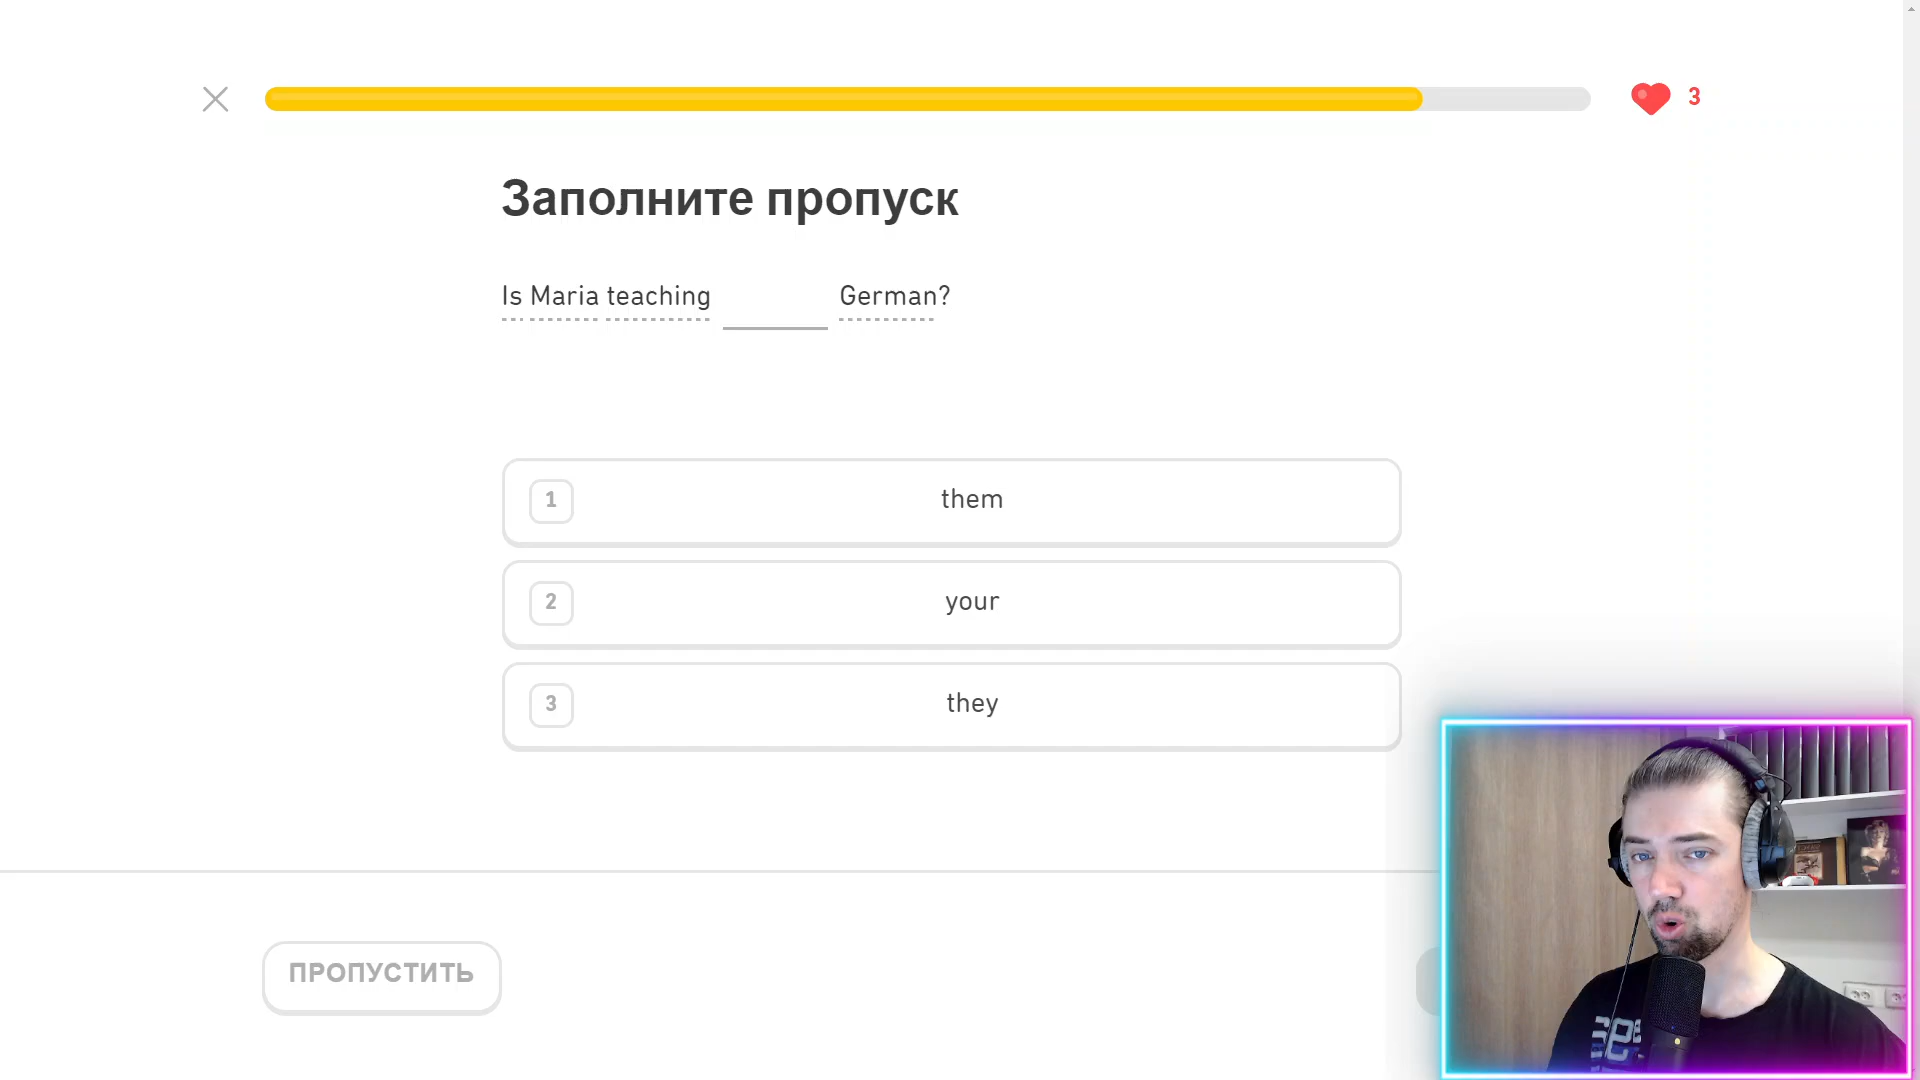 3
Заполните пропуск
Is Maria teaching German?
1 them
2 your
3 they
ПРОПУСТИТЬ